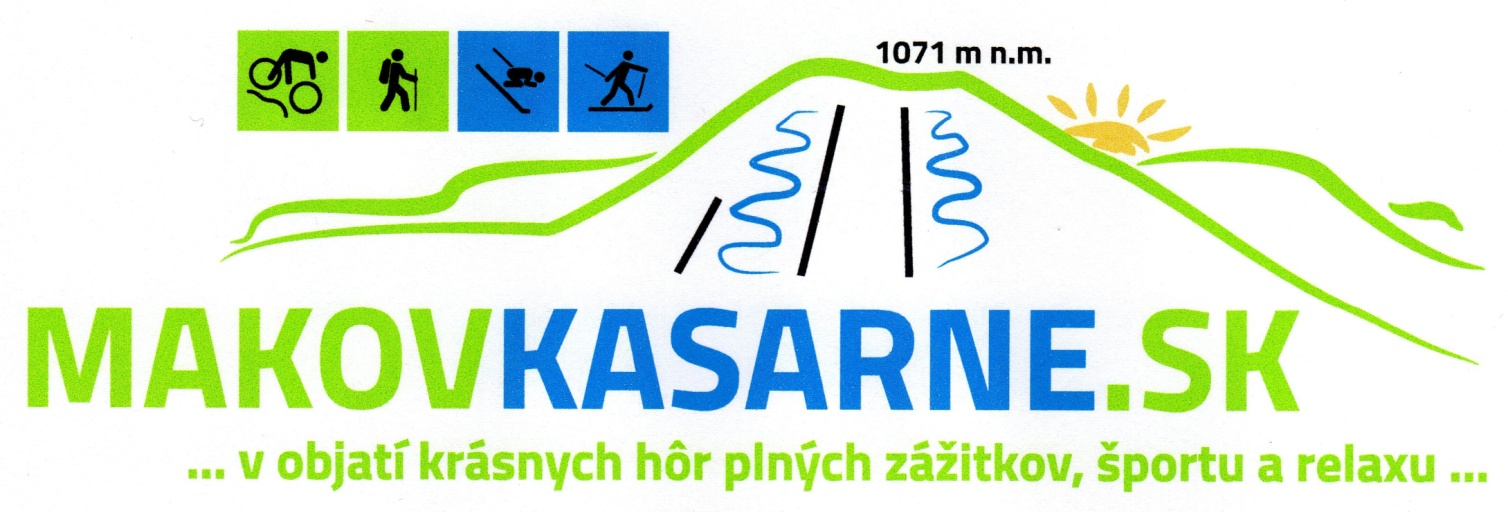 1071 m n.m.
MAKOVKASARNE.SK
... v objatí krásnych hôr plných zážitkov, športu a relaxu ...